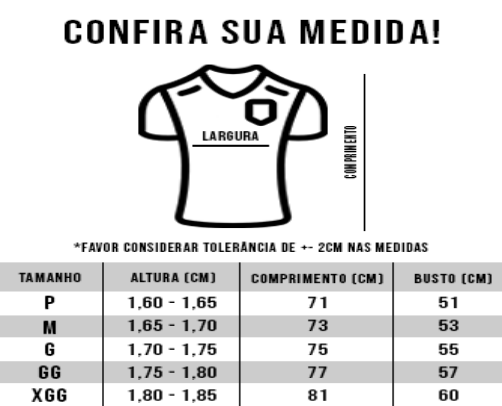 CONFIRA SUA MEDIDA!
LARGURA
COMPRIMENTO
*FAVOR CONSIDERAR TOLERÂNCIA DE +- 2CM NAS MEDIDAS
TAMANHO ALTURA (CM) COMPRIMENTO (CM) BUSTO (CM)
P 1,60 - 1,65 71 51
M 1,65 - 1,70 73 53
G 1,70 - 1,75 75 55
GG 1,75 - 1,80 77 57
XGG 1,80 - 1,85 81 60